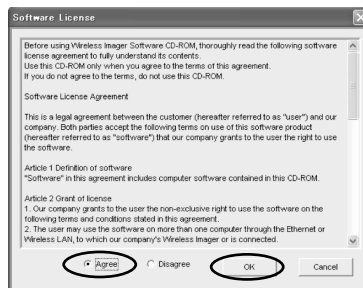 Software License
Before using Wireless Imager Software CD-ROM, thoroughly read the following software
license agreement to fully understand its contents.
Use this CD-ROM only when you agree to the terms of this agreement.
If you do not agree to the terms, do not use this CD-ROM.
Software License Agreement
This is a legal agreement between the customer (hereafter referred to as "user") and our
company. Both parties accept the following terms on use of this software product
(hereafter referred to as "software") that our company grants to the user the right to use
the software.
Article 1 Definition of software
"Software" in this agreement includes computer software contained in this CD-ROM.
Article 2 Grant of license
1. Our company grants to the user the non-exclusive right to use the software on the
following terms and conditions stated in this agreement.
2. The user may use the software on more than one computer through the Ethernet or
Wireless LAN, to which our company's Wireless Imager or is connected.
Agree Disagree OK Cancel